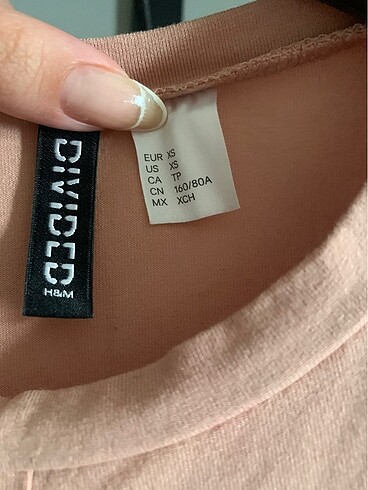 DIVIDED
H&M
EUR XS
US XS
CA TP
CN 160/80A
MX XCH